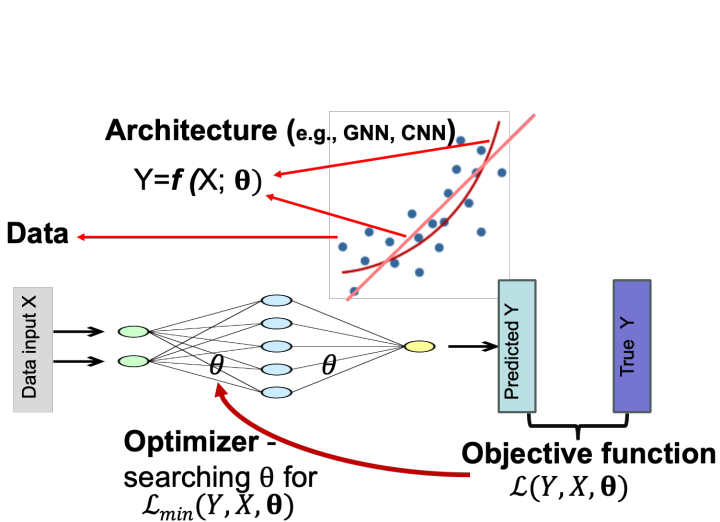 Architecture (e.g., GNN, CNN)
Y=f (X; θ)
Data
Data input X
θ
θ
Predicted Y
True Y
Optimizer -
searching θ for
ℒmin(Y, X, θ)
Objective function
ℒ(Y, X, θ)